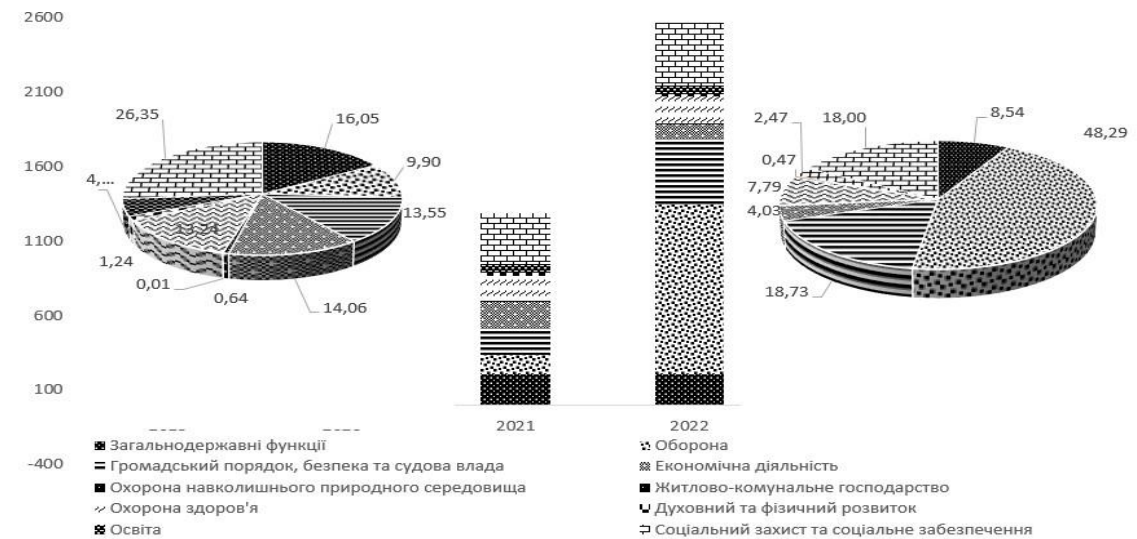 2600
2100
1600
1100
600
100
-400
26,35
16,05
9,90
4,...
13,55
13,24
1,24
0,01
0,64
14,06
2021
2022
2,47
18,00
8,54
48,29
0,47
7,79
4,03
18,73
Загальнодержавні функції
Оборона
Громадський порядок, безпека та судова влада
Економічна діяльність
Охорона навколишнього природного середовища
Житлово-комунальне господарство
Охорона здоров'я
Духовний та фізичний розвиток
Освіта
Соціальний захист та соціальне забезпечення